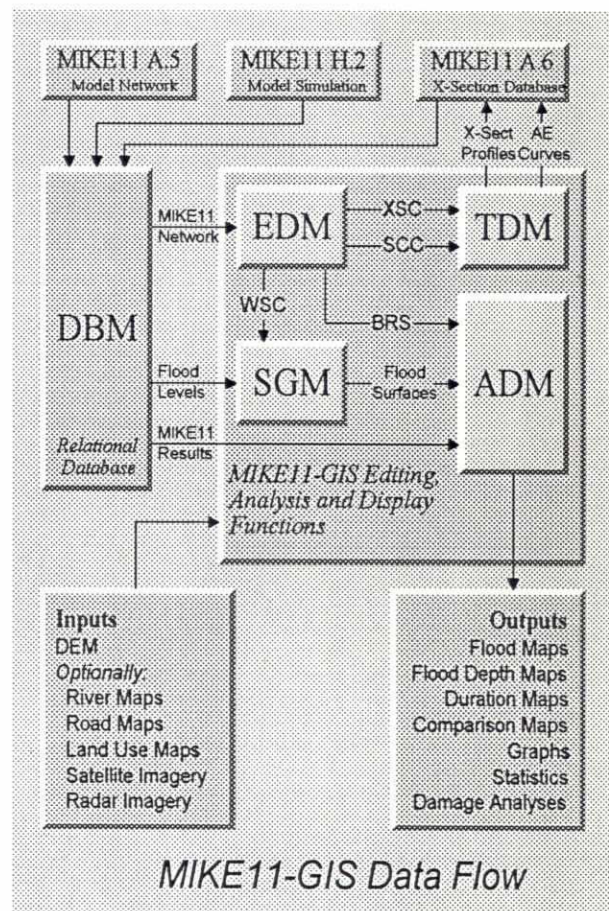 MIKE11 A.5
Model Network
MIKE11 H.2
Model Simulation
MIKE11 A.6
X-Section Database
X-Sect
Profiles
AE
Curves
DBM
Relational
Database
MIKE11
Network
EDM
XSC
SCC
TDM
WSC
BRS
Flood
Levels
SGM
Flood
Surfaces
ADM
MIKE11
Results
MIKE11-GIS Editing,
Analysis and Display
Functions
Inputs
DEM
Optionally:
River Maps
Road Maps
Land Use Maps
Satellite Imagery
Radar Imagery
Outputs
Flood Maps
Flood Depth Maps
Duration Maps
Comparison Maps
Graphs
Statistics
Damage Analyses
MIKE11-GIS Data Flow